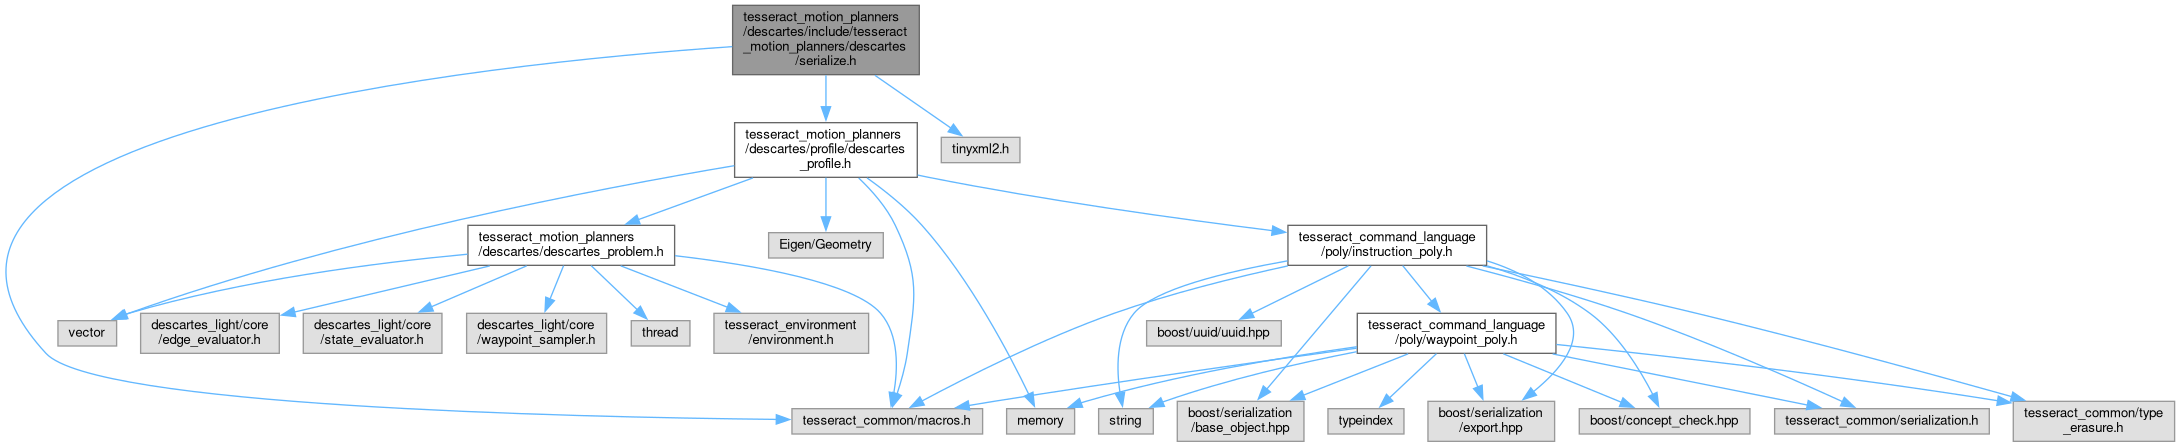 tesseract_motion_planners
/descartes/include/tesseract
_motion_planners/descartes
/serialize.h
tesseract_motion_planners
/descartes/profile/descartes
_profile.h
tinyxml2.h
tesseract_motion_planners
/descartes/descartes_problem.h
Eigen/Geometry
tesseract_command_language
/poly/instruction_poly.h
vector
descartes_light/core
/edge_evaluator.h
descartes_light/core
/state_evaluator.h
descartes_light/core
/waypoint_sampler.h
thread
tesseract_environment
/environment.h
boost/uuid/uuid.hpp
tesseract_command_language
/poly/waypoint_poly.h
tesseract_common/macros.h
memory
string
boost/serialization
/base_object.hpp
typeindex
boost/serialization
/export.hpp
boost/concept_check.hpp
tesseract_common/serialization.h
tesseract_common/type
_erasure.h